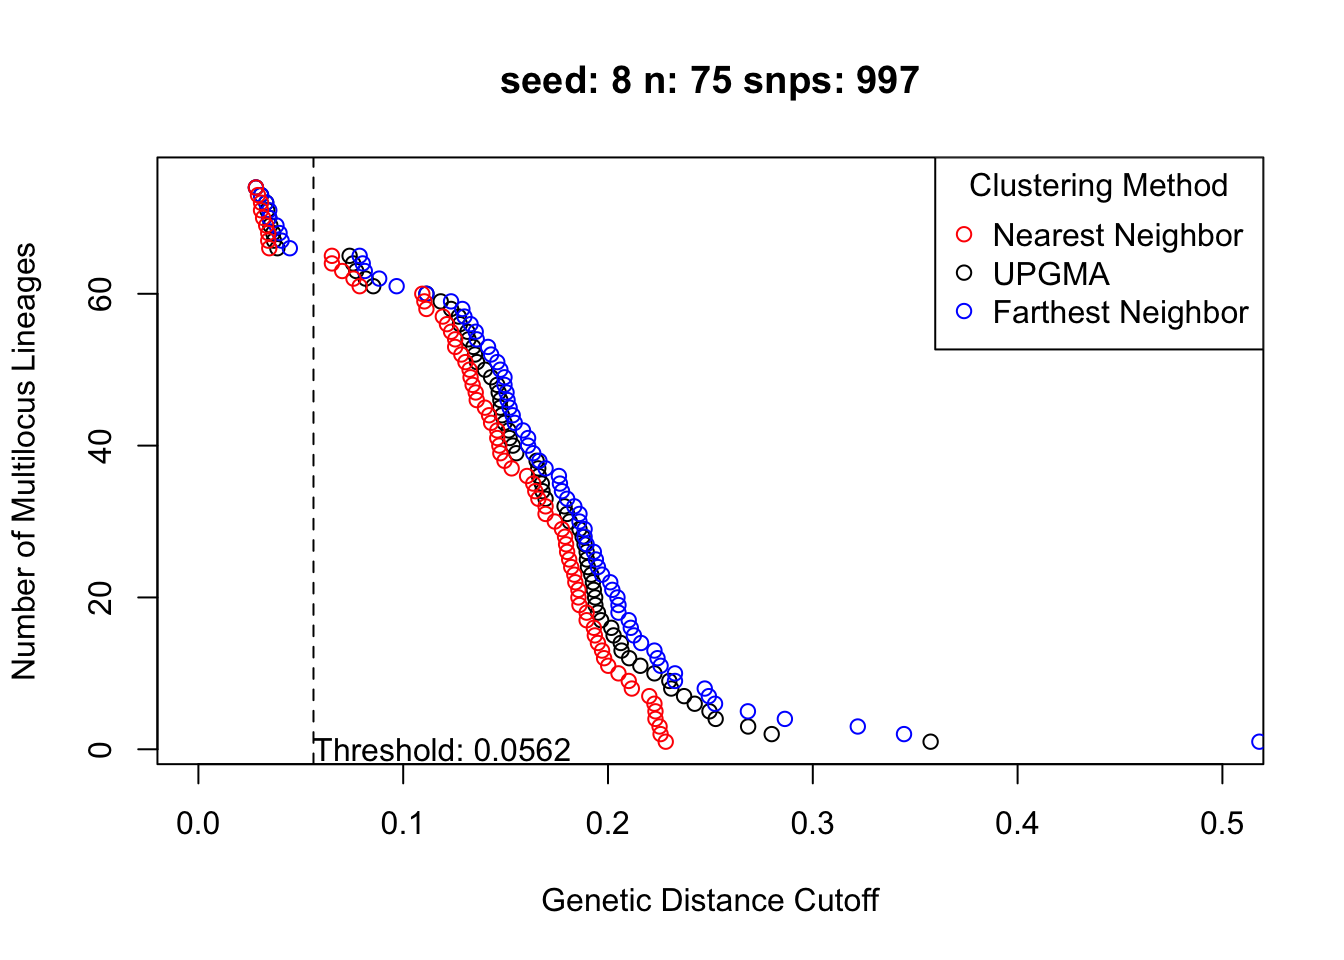 seed: 8 n: 75 snps: 997
Clustering Method
Nearest Neighbor
UPGMA
Farthest Neighbor
Number of Multilocus Lineages
60
40
20
0
Threshold: 0.0562
0.0 0.1 0.2 0.3 0.4 0.5
Genetic Distance Cutoff